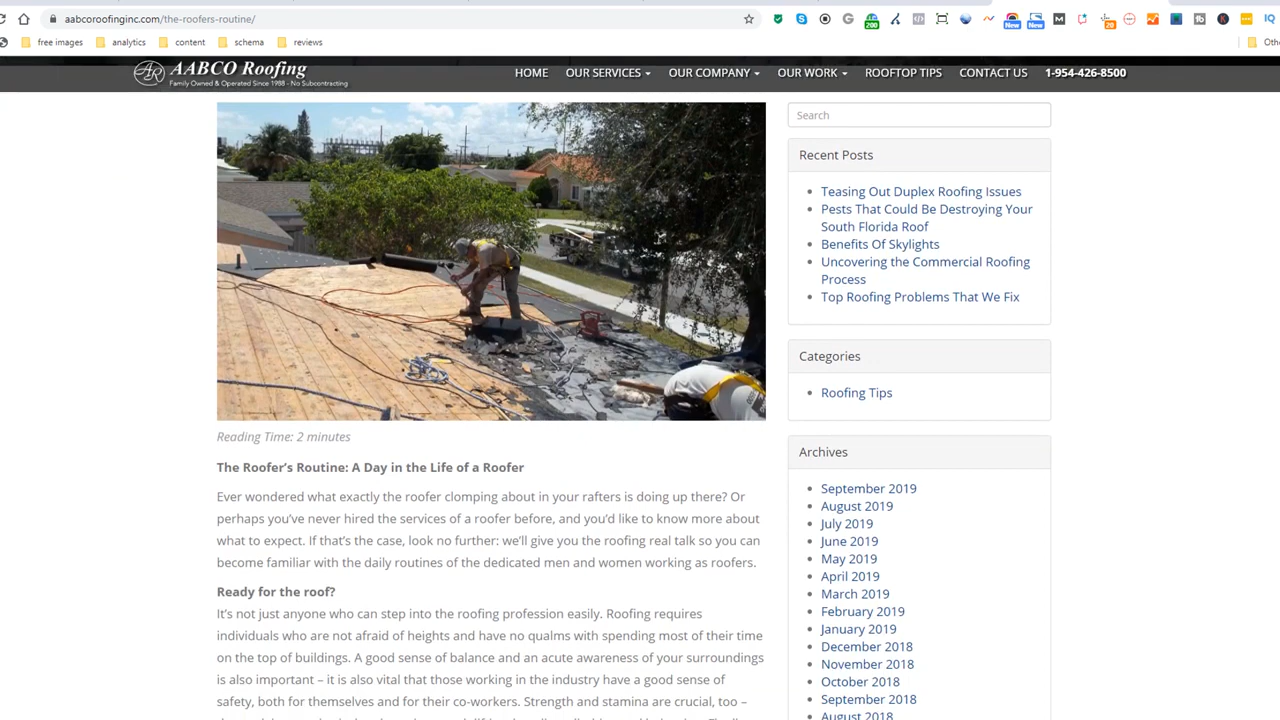 aabcoroofinginc.com/the-roofers-routine/
free images
analytics
content
schema
reviews
Othe
AABCO Roofing
Family Owned & Operated Since 1988 - No Subcontracting
HOME
OUR SERVICES
OUR COMPANY
OUR WORK
ROOFTOP TIPS
CONTACT US
1-954-426-8500
Reading Time: 2 minutes
The Roofer's Routine: A Day in the Life of a Roofer
Ever wondered what exactly the roofer clomping about in your rafters is doing up there? Or
perhaps you've never hired the services of a roofer before, and you'd like to know more about
what to expect. If that's the case, look no further: we'll give you the roofing real talk so you can
become familiar with the daily routines of the dedicated men and women working as roofers.
Ready for the roof?
It's not just anyone who can step into the roofing profession easily. Roofing requires
individuals who are not afraid of heights and have no qualms with spending most of their time
on the top of buildings. A good sense of balance and an acute awareness of your surroundings
is also important – it is also vital that those working in the industry have a good sense of
safety, both for themselves and for their co-workers. Strength and stamina are crucial, too –
Search
Recent Posts
Teasing Out Duplex Roofing Issues
Pests That Could Be Destroying Your
South Florida Roof
Benefits Of Skylights
Uncovering the Commercial Roofing
Process
Top Roofing Problems That We Fix
Categories
Roofing Tips
Archives
September 2019
August 2019
July 2019
June 2019
May 2019
April 2019
March 2019
February 2019
January 2019
December 2018
November 2018
October 2018
September 2018
August 2018